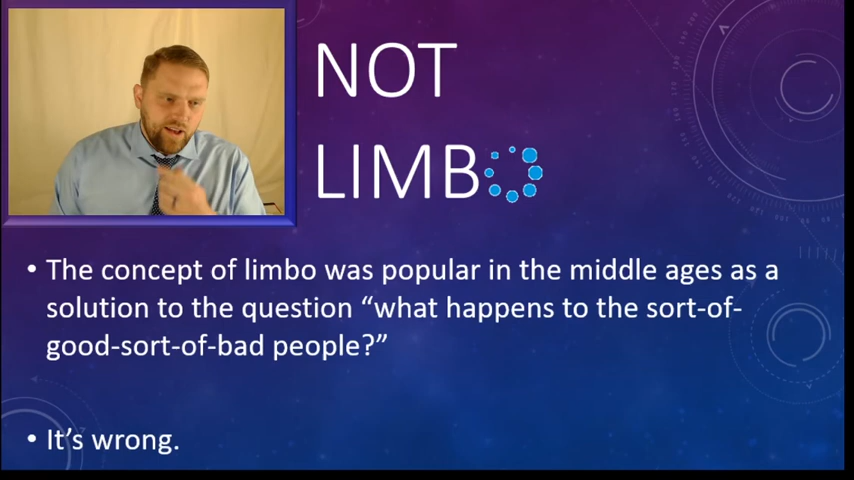 NOT
LIMBO
• The concept of limbo was popular in the middle ages as a
solution to the question “what happens to the sort-of-
good-sort-of-bad people?”
• It’s wrong.